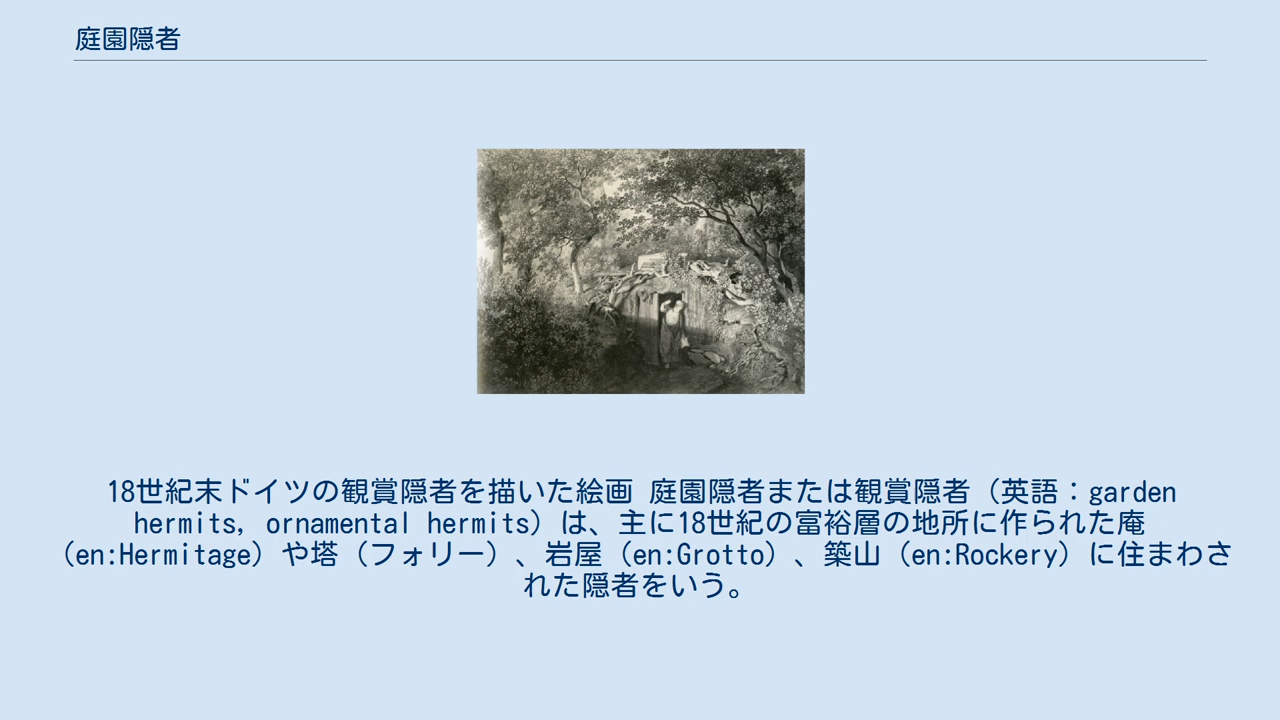 庭園隠者
18世紀末ドイツの観賞隠者を描いた絵画 庭園隠者または観賞隠者（英語：garden
hermits, ornamental hermits）は、主に18世紀の富裕層の地所に作られた庵
（en:Hermitage）や塔（フォリー）、岩屋（en:Grotto）、築山（en:Rockery）に住まわさ
れた隠者をいう。